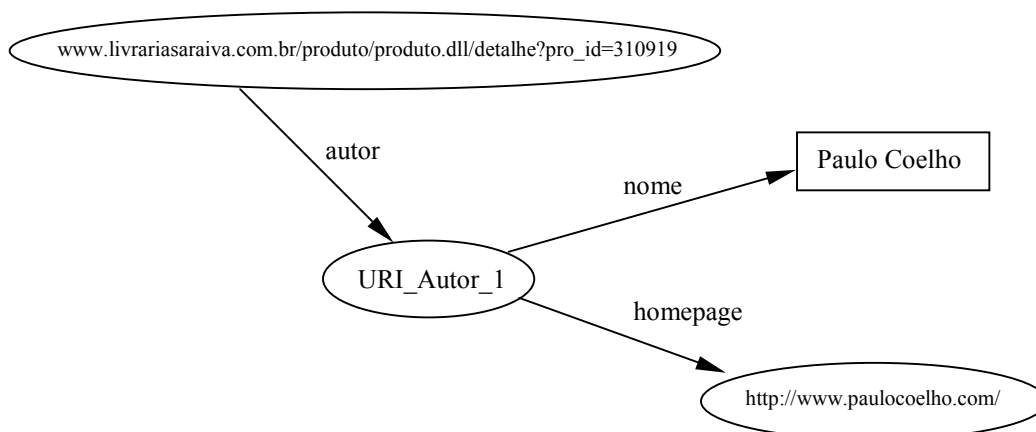 www.livrariasaraiva.com.br/produto/produto.dll/detalhe?pro_id=310919
autor
Paulo Coelho
nome
URI_Autor_1
homepage
http://www.paulocoelho.com/